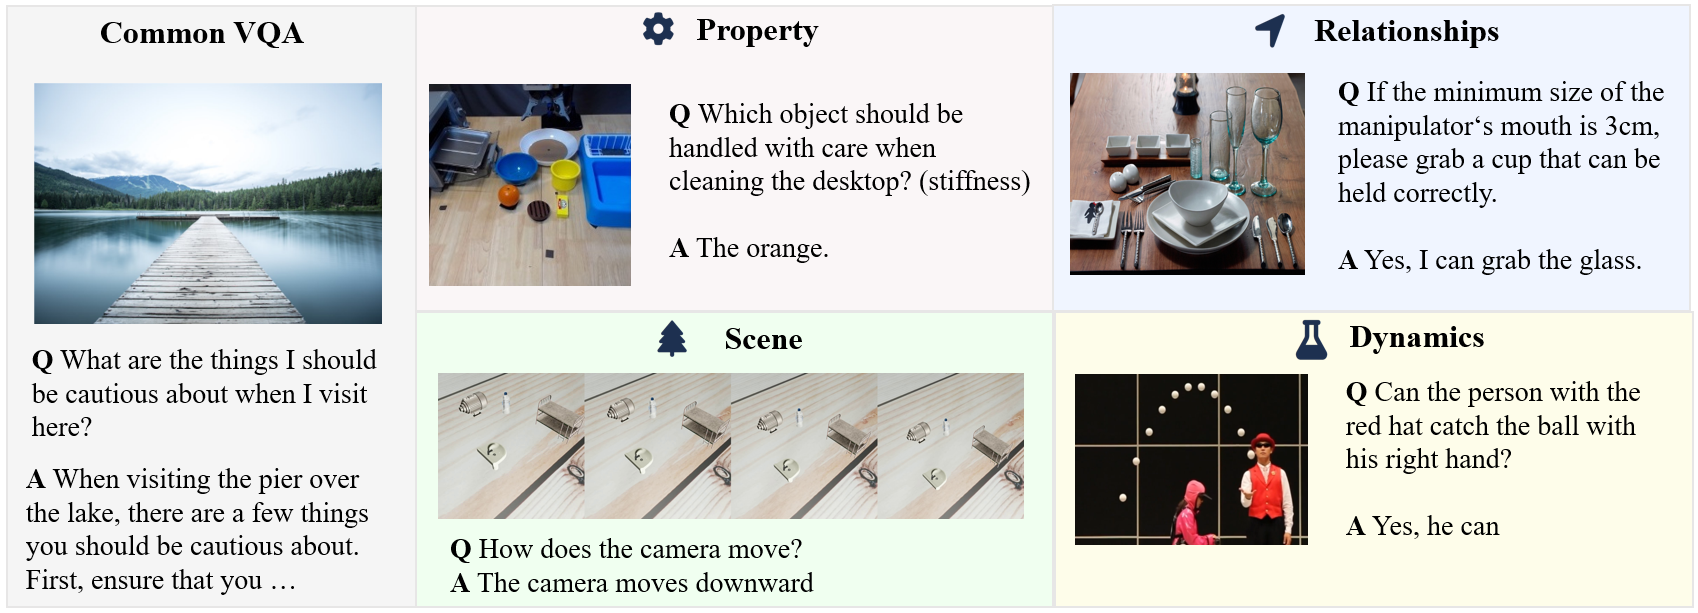 Common VQA
Q What are the things I should
be cautious about when I visit
here?
A When visiting the pier over
the lake, there are a few things
you should be cautious about.
First, ensure that you …
Property
Q Which object should be
handled with care when
cleaning the desktop? (stiffness)
A The orange.
Relationships
Q If the minimum size of the
manipulator‘s mouth is 3cm,
please grab a cup that can be
held correctly.
A Yes, I can grab the glass.
Scene
Q How does the camera move?
A The camera moves downward
Dynamics
Q Can the person with the
red hat catch the ball with
his right hand?
A Yes, he can